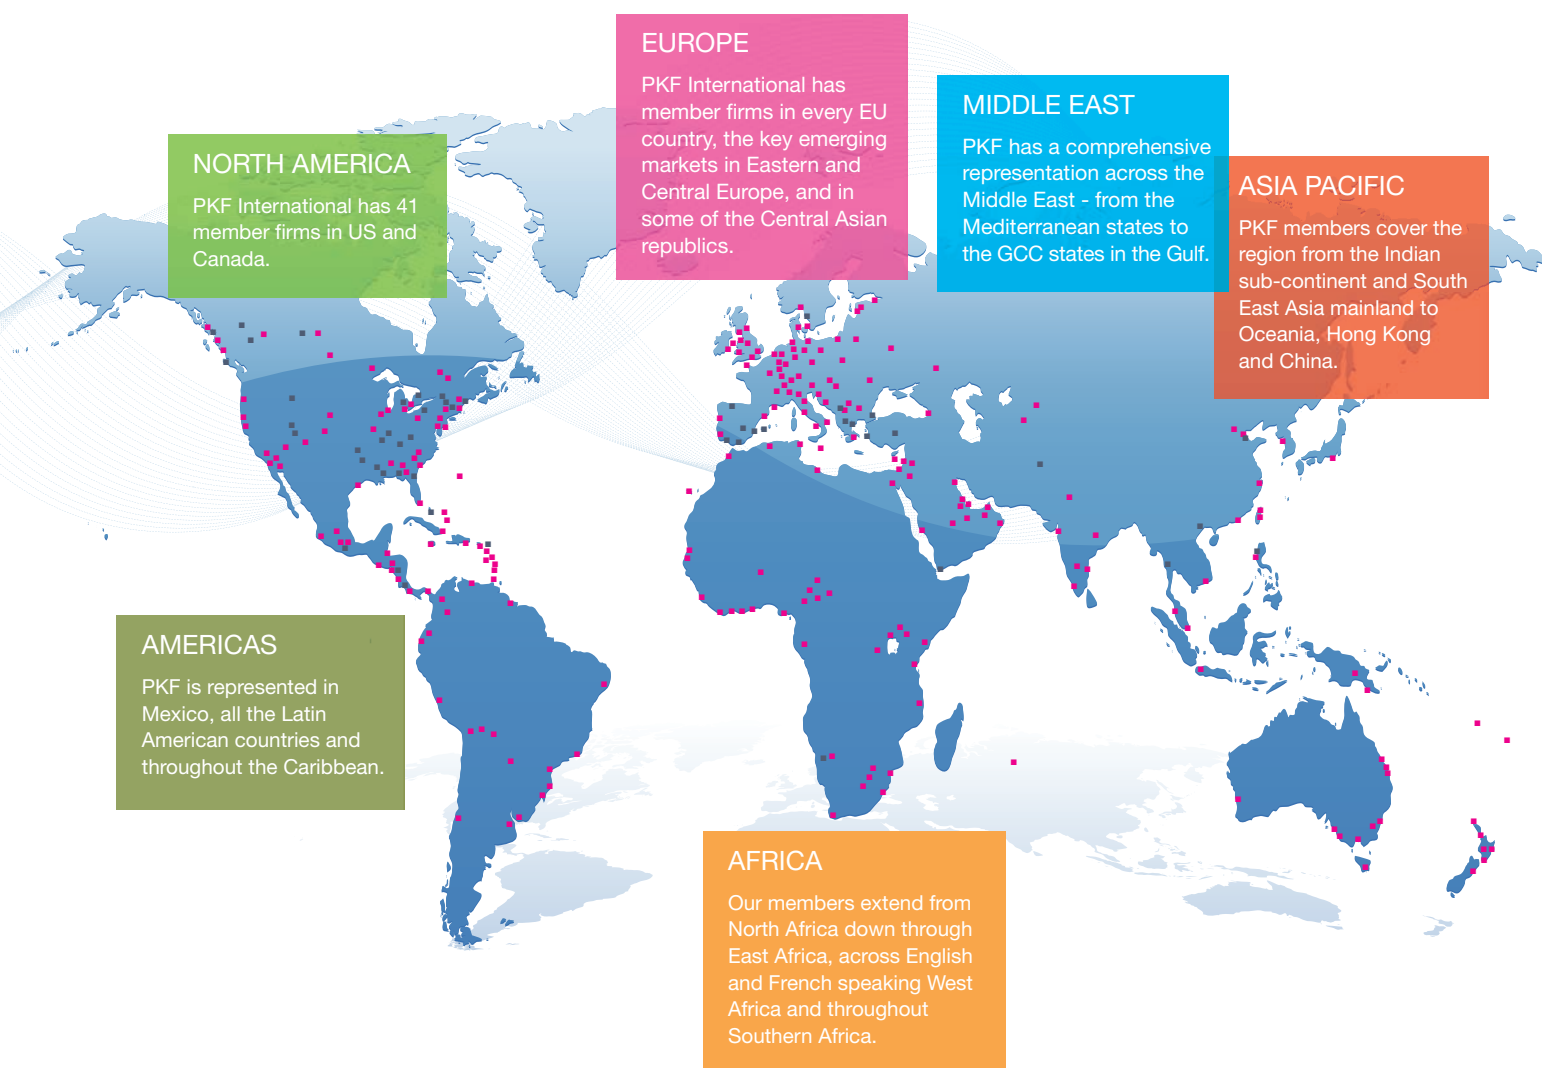 EUROPE
PKF International has
member firms in every EU
country, the key emerging
markets in Eastern and
Central Europe, and in
some of the Central Asian
republics.
MIDDLE EAST
PKF has a comprehensive
representation across the
Middle East - from the
Mediterranean states to
the GCC states in the Gulf.
NORTH AMERICA
PKF International has 41
member firms in US and
Canada.
ASIA PACIFIC
PKF members cover the
region from the Indian
sub-continent and South
East Asia mainland to
Oceania, Hong Kong
and China.
AMERICAS
PKF is represented in
Mexico, all the Latin
American countries and
throughout the Caribbean.
AFRICA
Our members extend from
North Africa down through
East Africa, across English
and French speaking West
Africa and throughout
Southern Africa.